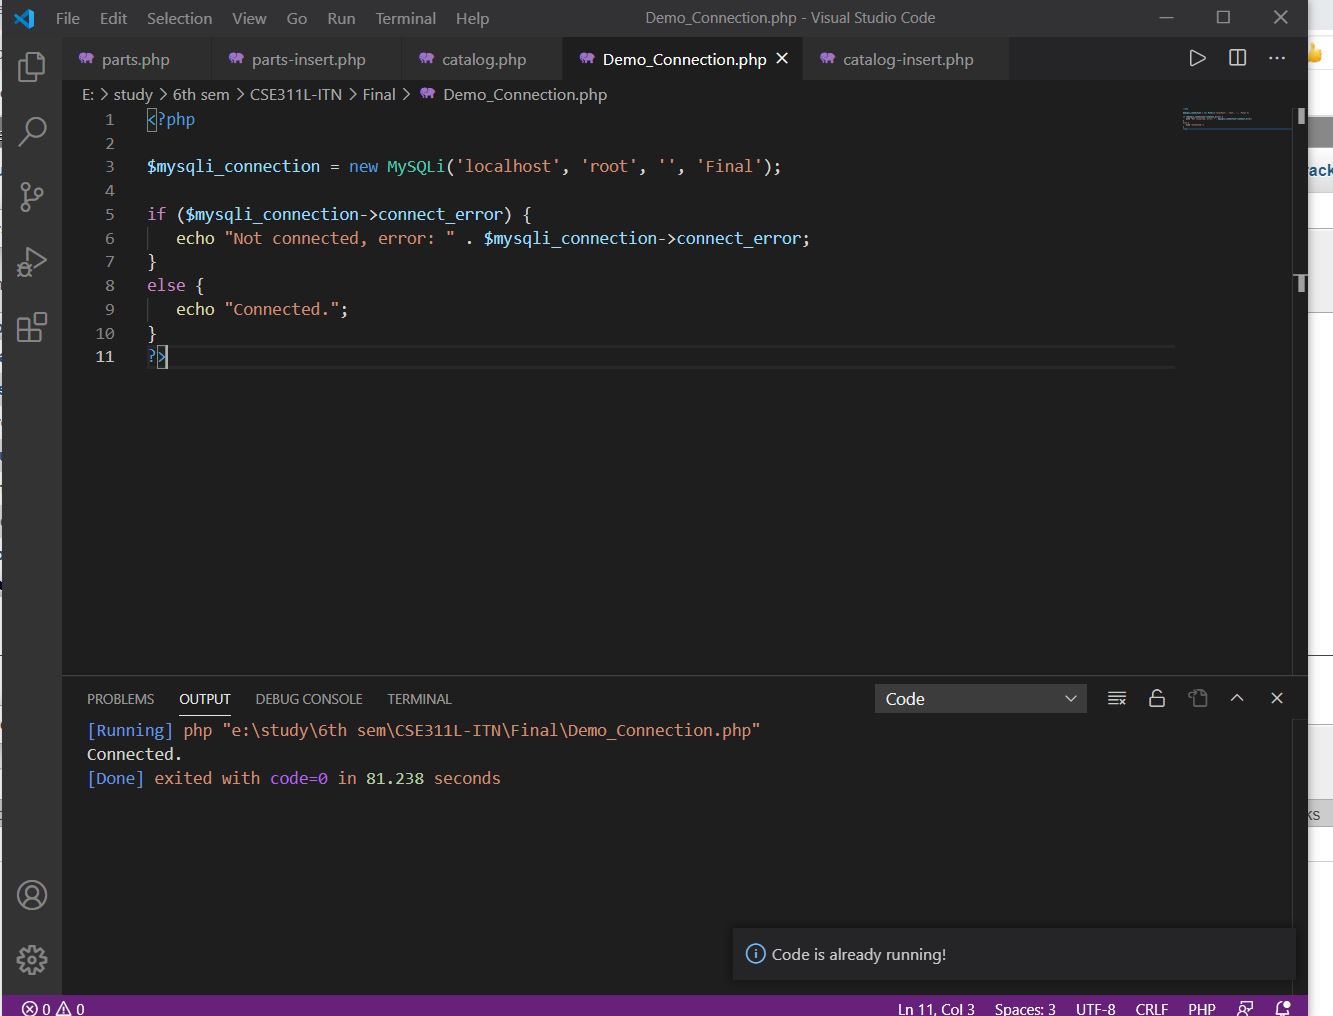 File Edit Selection View Go Run Terminal Help Demo_Connection.php - Visual Studio Code
parts.php parts-insert.php catalog.php Demo_Connection.php catalog-insert.php
E: > study > 6th sem > CSE311L-ITN > Final > Demo_Connection.php
1 <?php
2
3 $mysqli_connection = new MySQLi('localhost', 'root', '', 'Final');
4
5 if ($mysqli_connection->connect_error) {
6 echo "Not connected, error: " . $mysqli_connection->connect_error;
7 }
8 else {
9 echo "Connected.";
10 }
11 ?>
PROBLEMS OUTPUT DEBUG CONSOLE TERMINAL Code
[Running] php "e:\study\6th sem\CSE311L-ITN\Final\Demo_Connection.php"
Connected.
[Done] exited with code=0 in 81.238 seconds
Code is already running!
0 0 Ln 11, Col 3 Spaces: 3 UTF-8 CRLF PHP